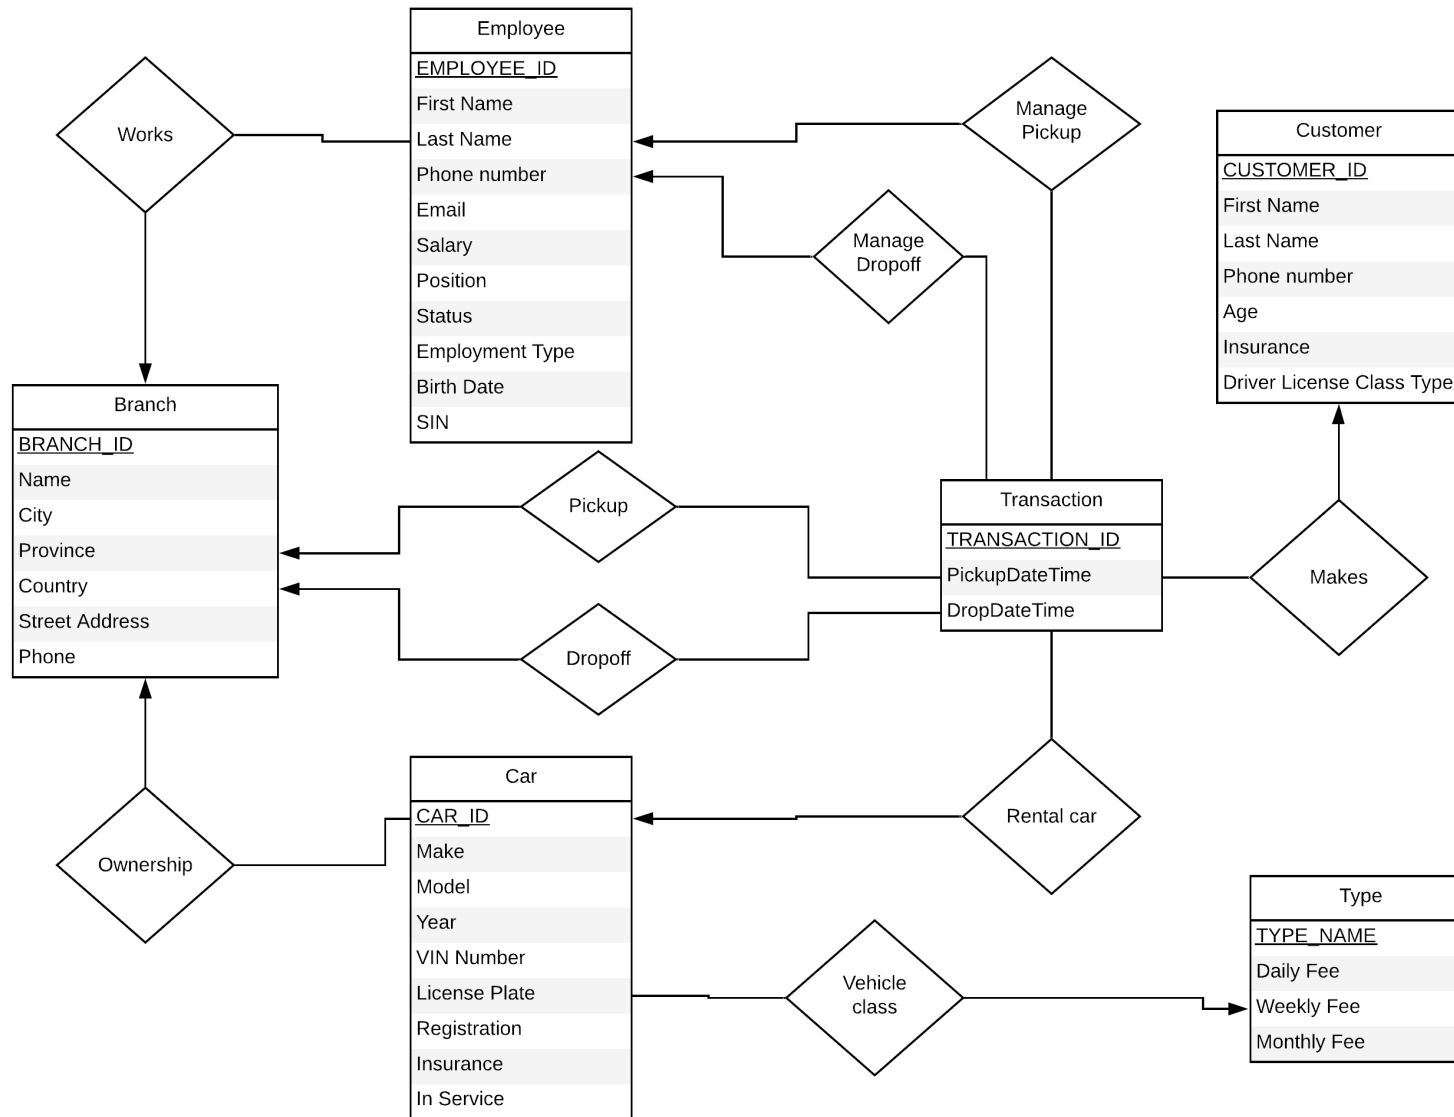 Employee
EMPLOYEE_ID
First Name
Last Name
Phone number
Email
Salary
Position
Status
Employment Type
Birth Date
SIN
Works
Manage
Pickup
Manage
Dropoff
Customer
CUSTOMER_ID
First Name
Last Name
Phone number
Age
Insurance
Driver License Class Type
Branch
BRANCH_ID
Name
City
Province
Country
Street Address
Phone
Pickup
Dropoff
Transaction
TRANSACTION_ID
PickupDateTime
DropDateTime
Makes
Ownership
Car
CAR_ID
Make
Model
Year
VIN Number
License Plate
Registration
Insurance
In Service
Rental car
Vehicle
class
Type
TYPE_NAME
Daily Fee
Weekly Fee
Monthly Fee